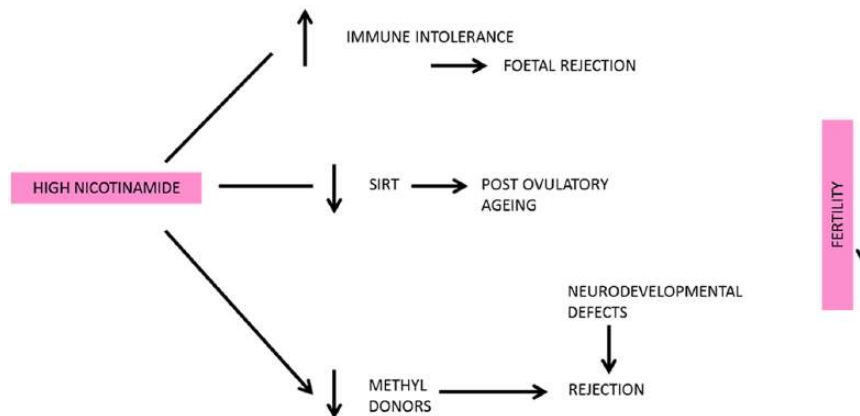 IMMUNE INTOLERANCE
FOETAL REJECTION
HIGH NICOTINAMIDE
SIRT
POST OVULATORY
AGEING
FERTILITY
NEURODEVELOPMENTAL
DEFECTS
METHYL
DONORS
REJECTION